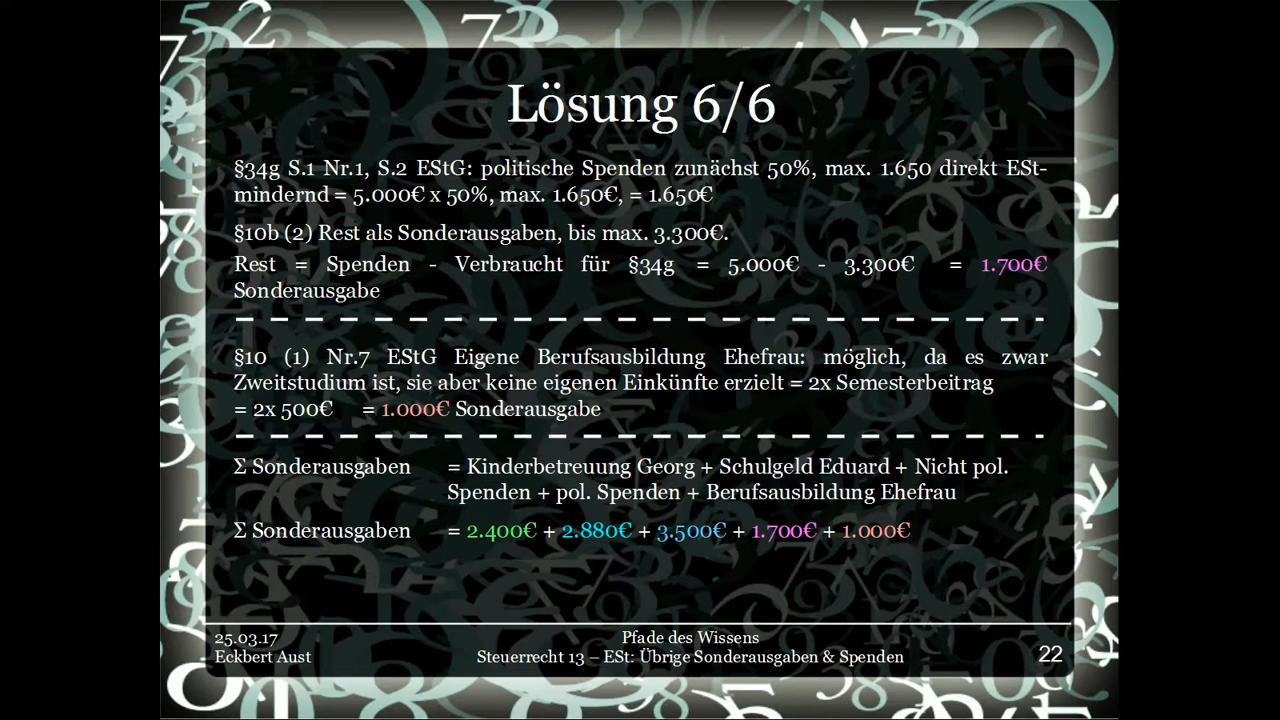 Lösung 6/6
§34g S.1 Nr.1, S.2 EStG: politische Spenden zunächst 50%, max. 1.650 direkt ESt-
mindernd = 5.000€ x 50%, max. 1.650€, = 1.650€
§10b (2) Rest als Sonderausgaben, bis max. 3.300€.
Rest = Spenden - Verbraucht für §34g = 5.000€ - 3.300€ = 1.700€
Sonderausgabe
§10 (1) Nr.7 EStG Eigene Berufsausbildung Ehefrau: möglich, da es zwar
Zweitstudium ist, sie aber keine eigenen Einkünfte erzielt = 2x Semesterbeitrag
= 2x 500€ = 1.000€ Sonderausgabe
Σ Sonderausgaben = Kinderbetreuung Georg + Schulgeld Eduard + Nicht pol.
Spenden + pol. Spenden + Berufsausbildung Ehefrau
Σ Sonderausgaben = 2.400€ + 2.880€ + 3.500€ + 1.700€ + 1.000€
25.03.17
Eckbert Aust
Pfade des Wissens
Steuerrecht 13 – ESt: Übrige Sonderausgaben & Spenden
22